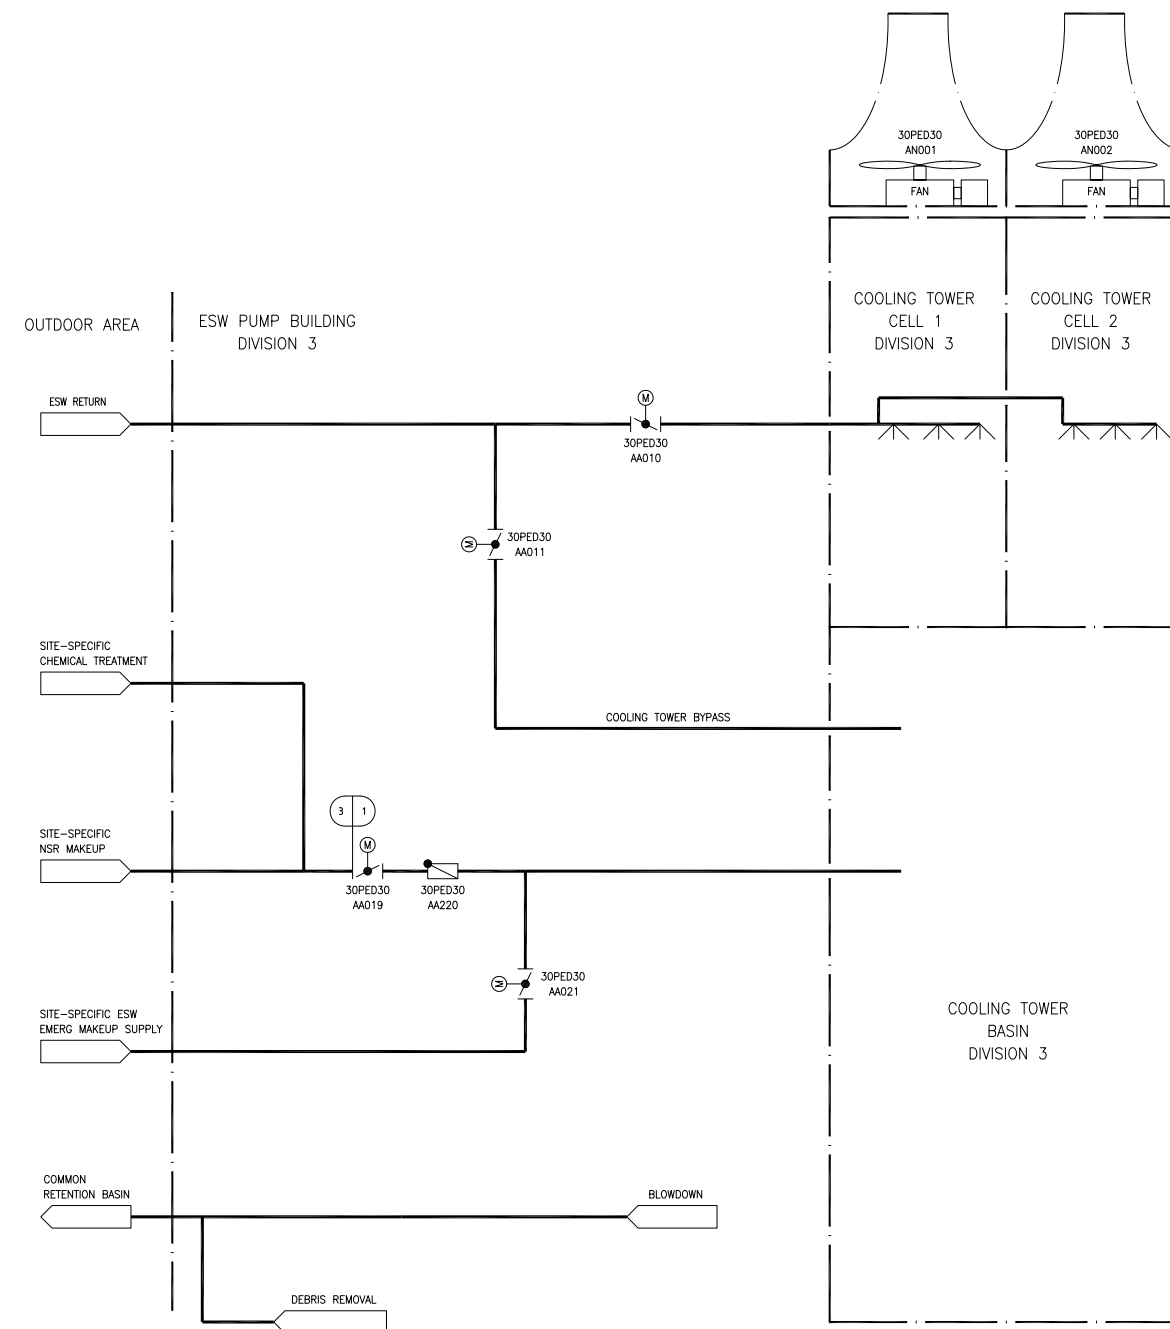 30PED30
AN001
30PED30
AN002
FAN
FAN
OUTDOOR AREA
ESW PUMP BUILDING
DIVISION 3
COOLING TOWER
CELL 1
DIVISION 3
COOLING TOWER
CELL 2
DIVISION 3
ESW RETURN
M
30PED30
AA010
M
30PED30
AA011
SITE-SPECIFIC
CHEMICAL TREATMENT
COOLING TOWER BYPASS
3 1
SITE-SPECIFIC
NSR MAKEUP
M
30PED30
AA019
30PED30
AA220
M
30PED30
AA021
SITE-SPECIFIC ESW
EMERG MAKEUP SUPPLY
COOLING TOWER
BASIN
DIVISION 3
COMMON
RETENTION BASIN
BLOWDOWN
DEBRIS REMOVAL